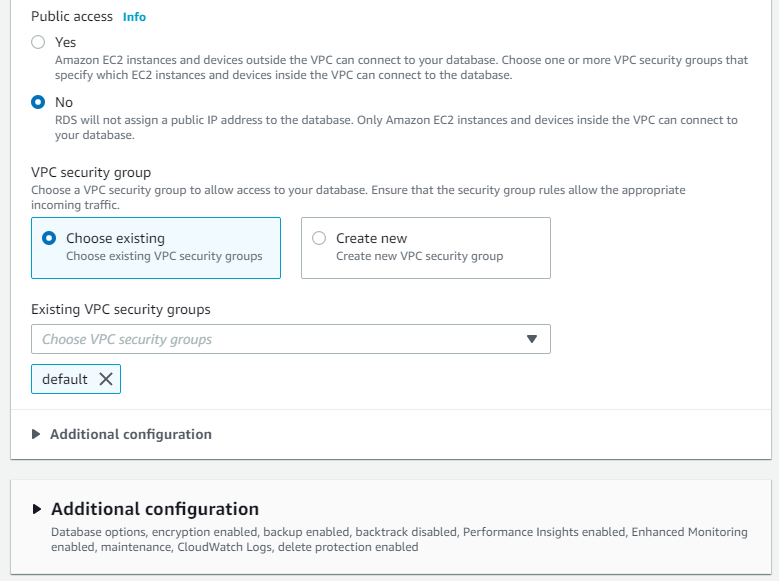 Public access Info
Yes
Amazon EC2 instances and devices outside the VPC can connect to your database. Choose one or more VPC security groups that
specify which EC2 instances and devices inside the VPC can connect to the database.
No
RDS will not assign a public IP address to the database. Only Amazon EC2 instances and devices inside the VPC can connect to
your database.
VPC security group
Choose a VPC security group to allow access to your database. Ensure that the security group rules allow the appropriate
incoming traffic.
Choose existing
Choose existing VPC security groups
Create new
Create new VPC security group
Existing VPC security groups
Choose VPC security groups
default
Additional configuration
Additional configuration
Database options, encryption enabled, backup enabled, backtrack disabled, Performance Insights enabled, Enhanced Monitoring
enabled, maintenance, CloudWatch Logs, delete protection enabled